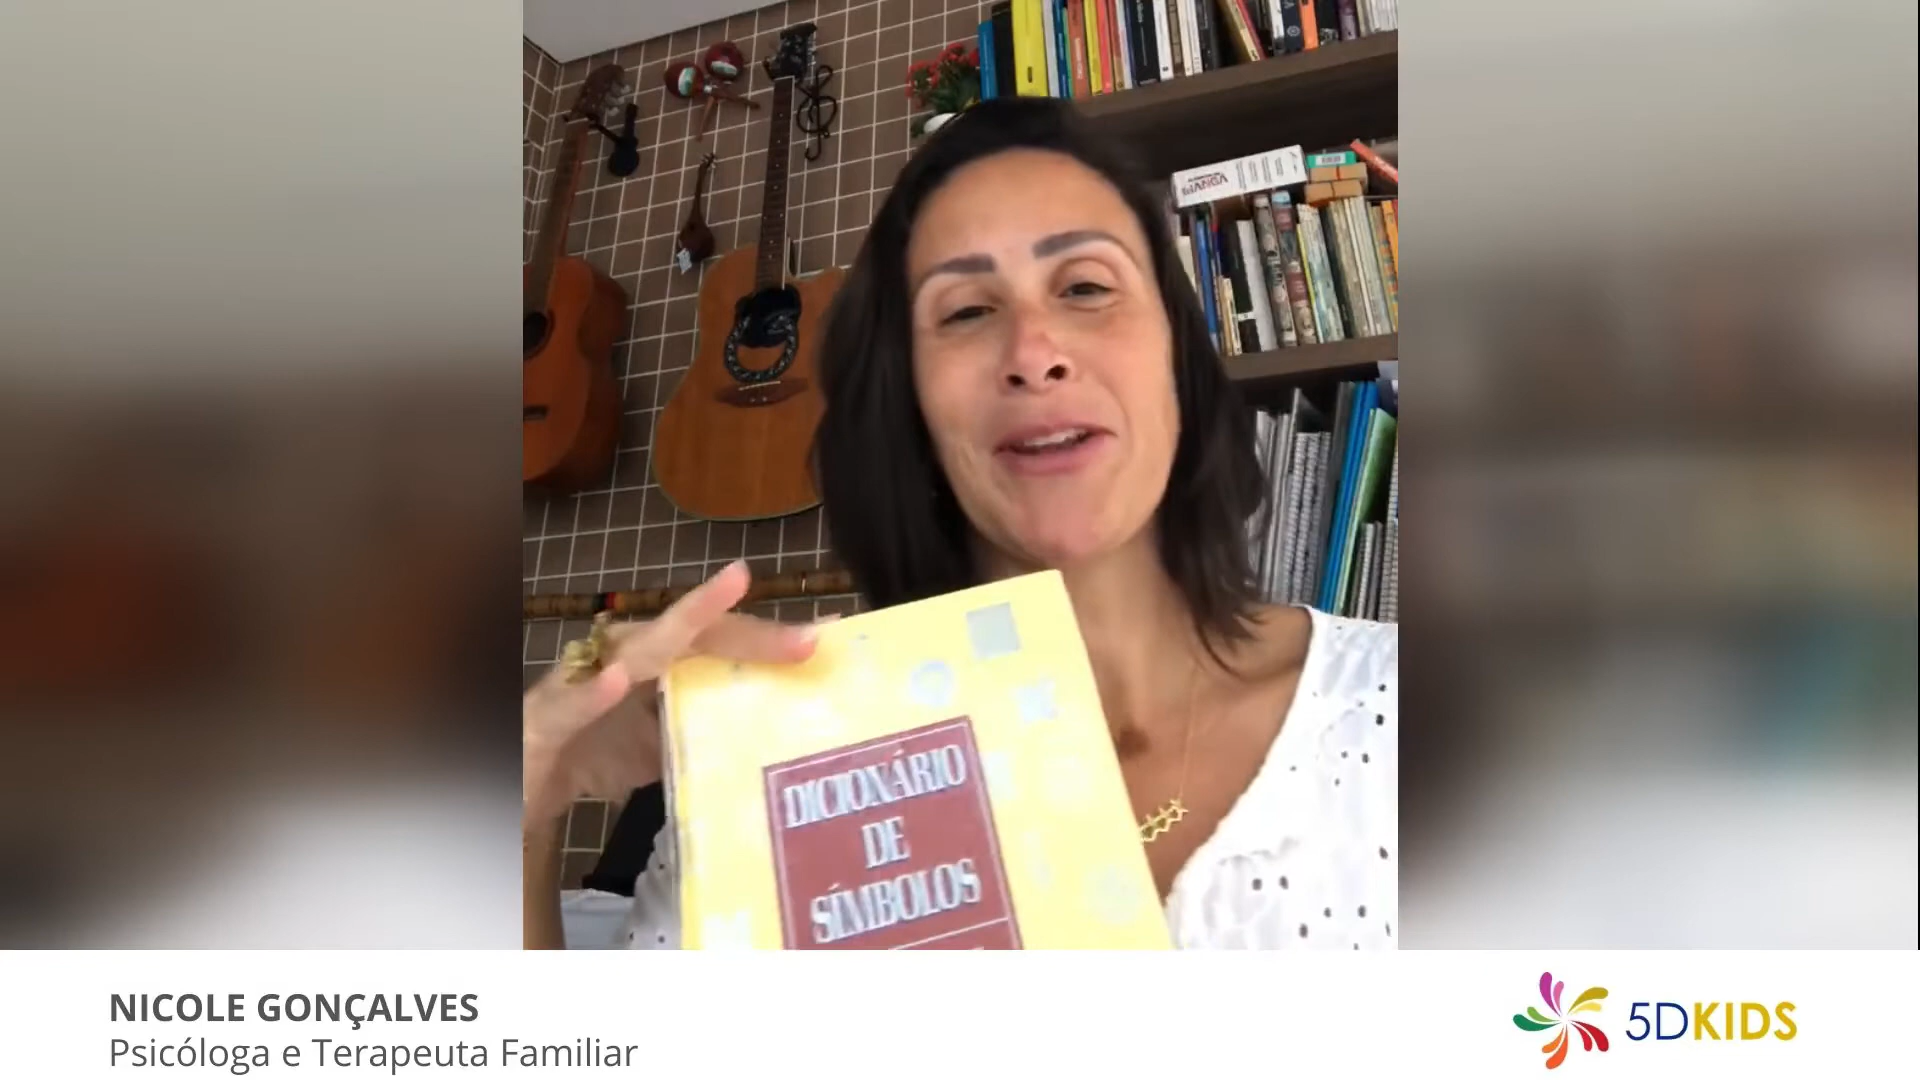 DICIONÁRIO
DE
SÍMBOLOS
NICOLE GONÇALVES
Psicóloga e Terapeuta Familiar
5DKIDS